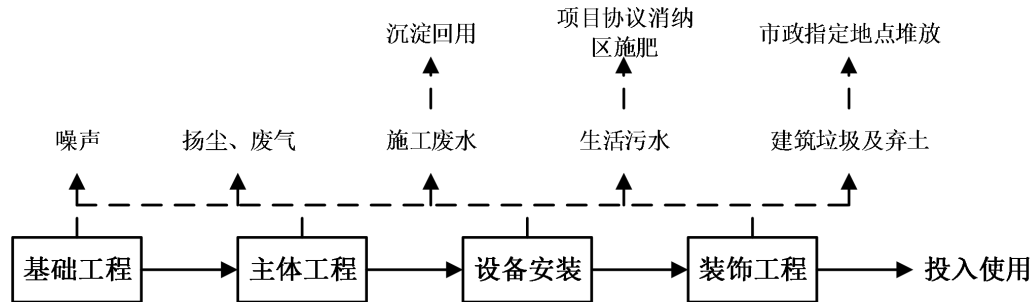 沉淀回用
项目协议消纳
区施肥
市政指定地点堆放
噪声
扬尘、废气
施工废水
生活污水
建筑垃圾及弃土
基础工程
主体工程
设备安装
装饰工程
投入使用